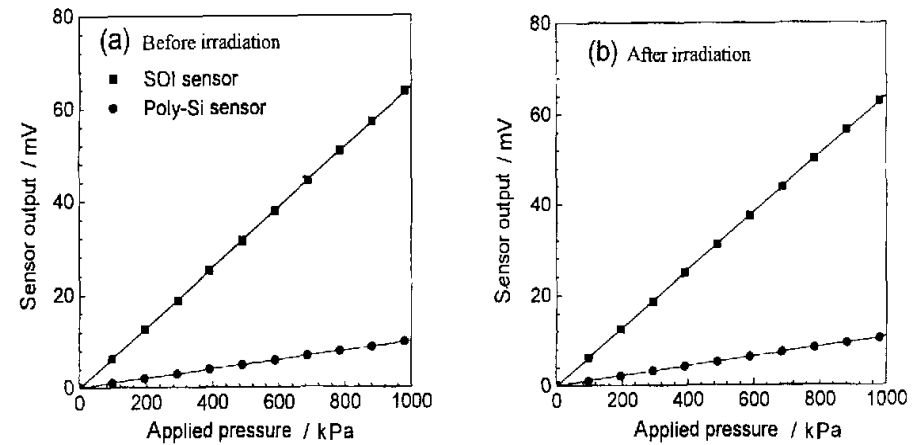 (a) Before irradiation
SOI sensor
Poly-Si sensor
80
60
40
20
0
0 200 400 600 800 1000
Sensor output / mV
Applied pressure / kPa
(b) After irradiation
80
60
40
20
0
0 200 400 600 800 1000
Sensor output / mV
Applied pressure / kPa